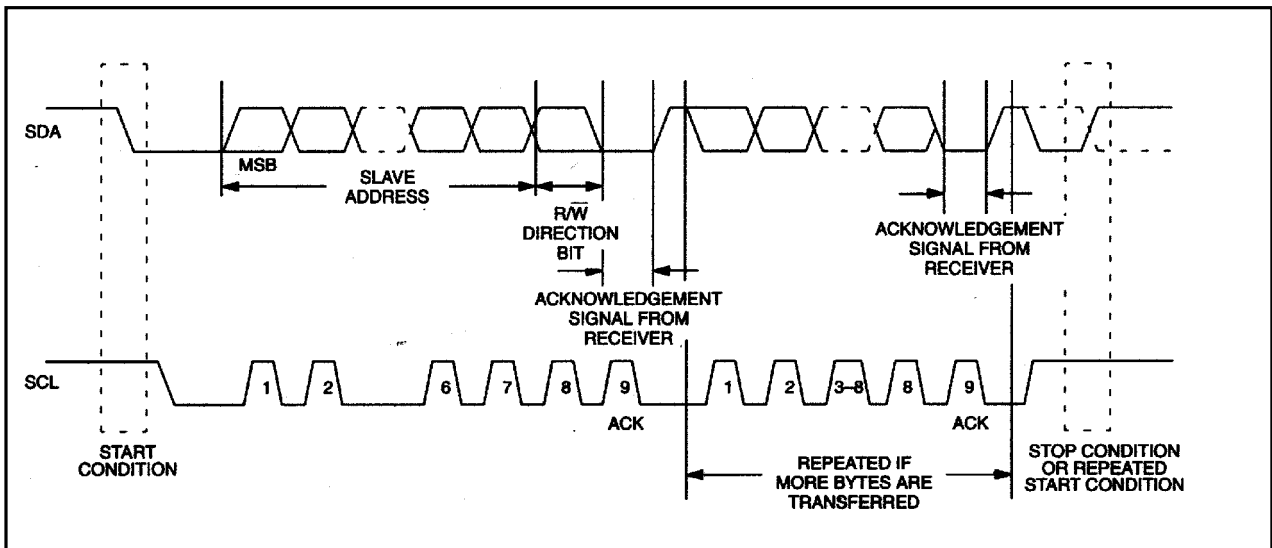 SDA
MSB
SLAVE
ADDRESS
R/W̅
DIRECTION
BIT
ACKNOWLEDGEMENT
SIGNAL FROM
RECEIVER
ACKNOWLEDGEMENT
SIGNAL FROM
RECEIVER
SCL
1 2 6 7 8 9 1 2 3–8 8 9
ACK ACK
START
CONDITION
REPEATED IF
MORE BYTES ARE
TRANSFERRED
STOP CONDITION
OR REPEATED
START CONDITION